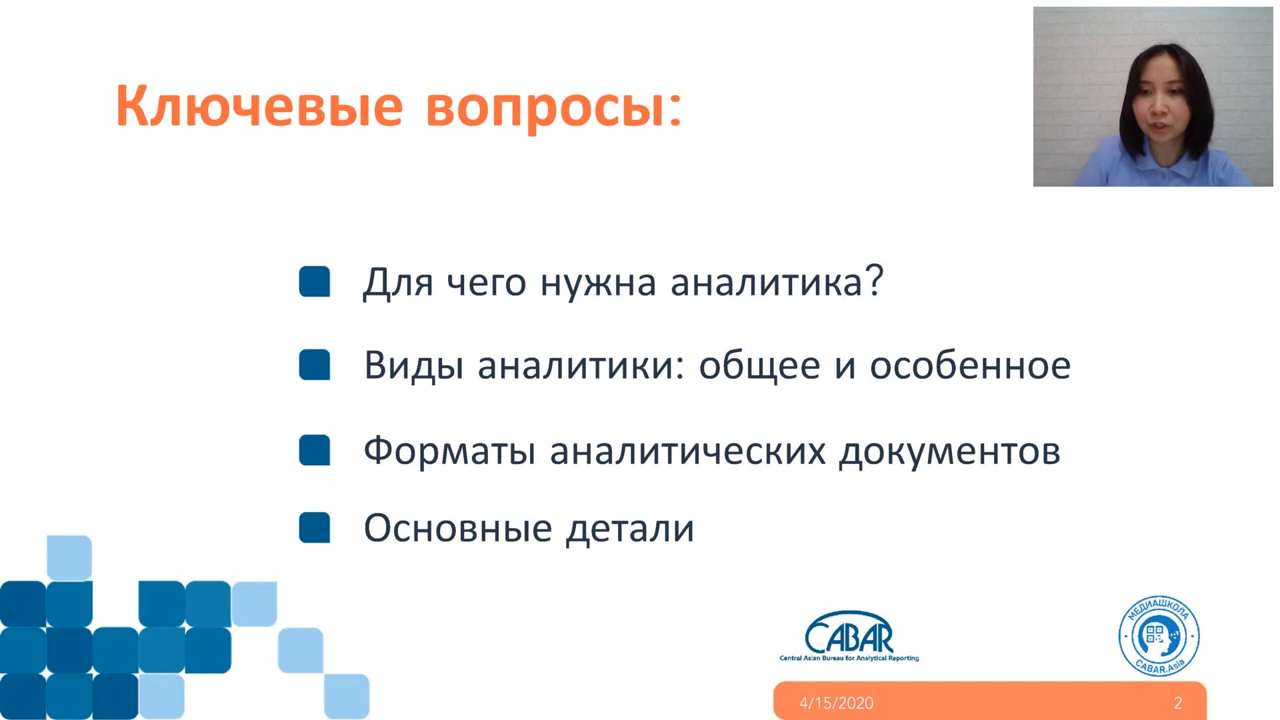 Ключевые вопросы:
Для чего нужна аналитика?
Виды аналитики: общее и особенное
Форматы аналитических документов
Основные детали
CABAR
Central Asian Bureau for Analytical Reporting
МЕДИАШКОЛА
CABAR.Asia
4/15/2020
2